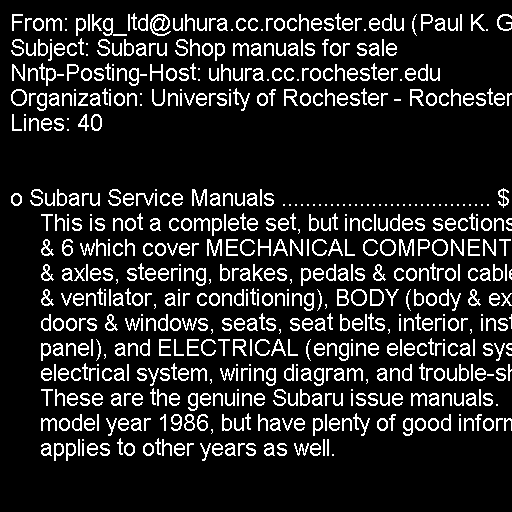 From: plkg_ltd@uhura.cc.rochester.edu (Paul K. G
Subject: Subaru Shop manuals for sale
Nntp-Posting-Host: uhura.cc.rochester.edu
Organization: University of Rochester - Rochester
Lines: 40
o Subaru Service Manuals ................................... $
This is not a complete set, but includes sections
& 6 which cover MECHANICAL COMPONENT
& axles, steering, brakes, pedals & control cable
& ventilator, air conditioning), BODY (body & ex
doors & windows, seats, seat belts, interior, inst
panel), and ELECTRICAL (engine electrical sys
electrical system, wiring diagram, and trouble-sh
These are the genuine Subaru issue manuals.
model year 1986, but have plenty of good inform
applies to other years as well.